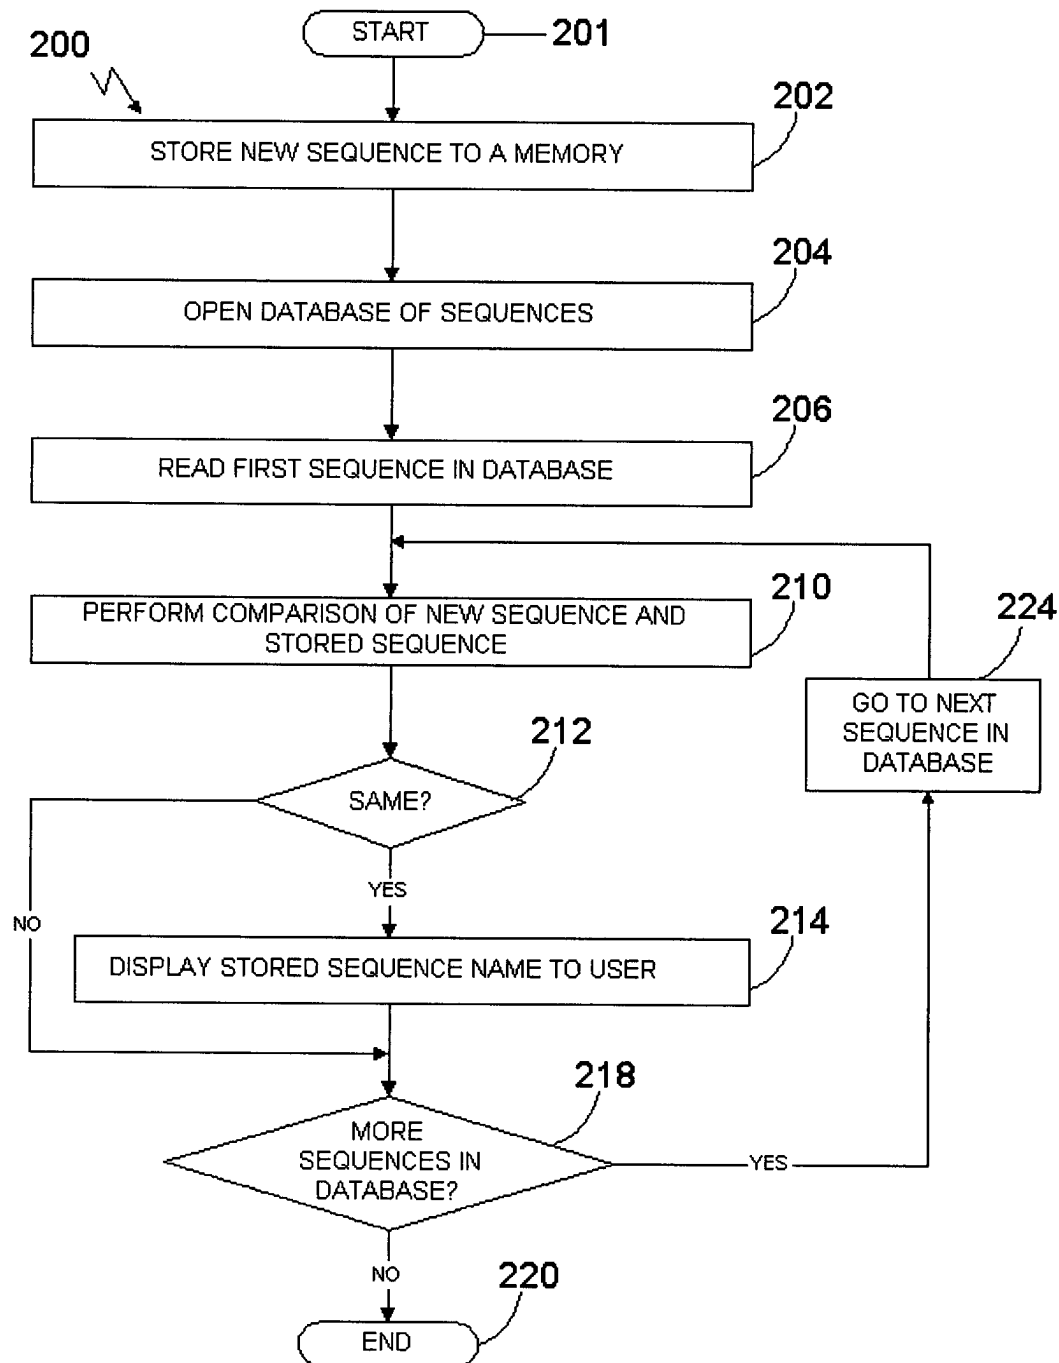 START
201
200
202
STORE NEW SEQUENCE TO A MEMORY
204
OPEN DATABASE OF SEQUENCES
206
READ FIRST SEQUENCE IN DATABASE
210
PERFORM COMPARISON OF NEW SEQUENCE AND
STORED SEQUENCE
224
GO TO NEXT
SEQUENCE IN
DATABASE
212
SAME?
YES
NO
214
DISPLAY STORED SEQUENCE NAME TO USER
218
MORE
SEQUENCES IN
DATABASE?
YES
NO
220
END